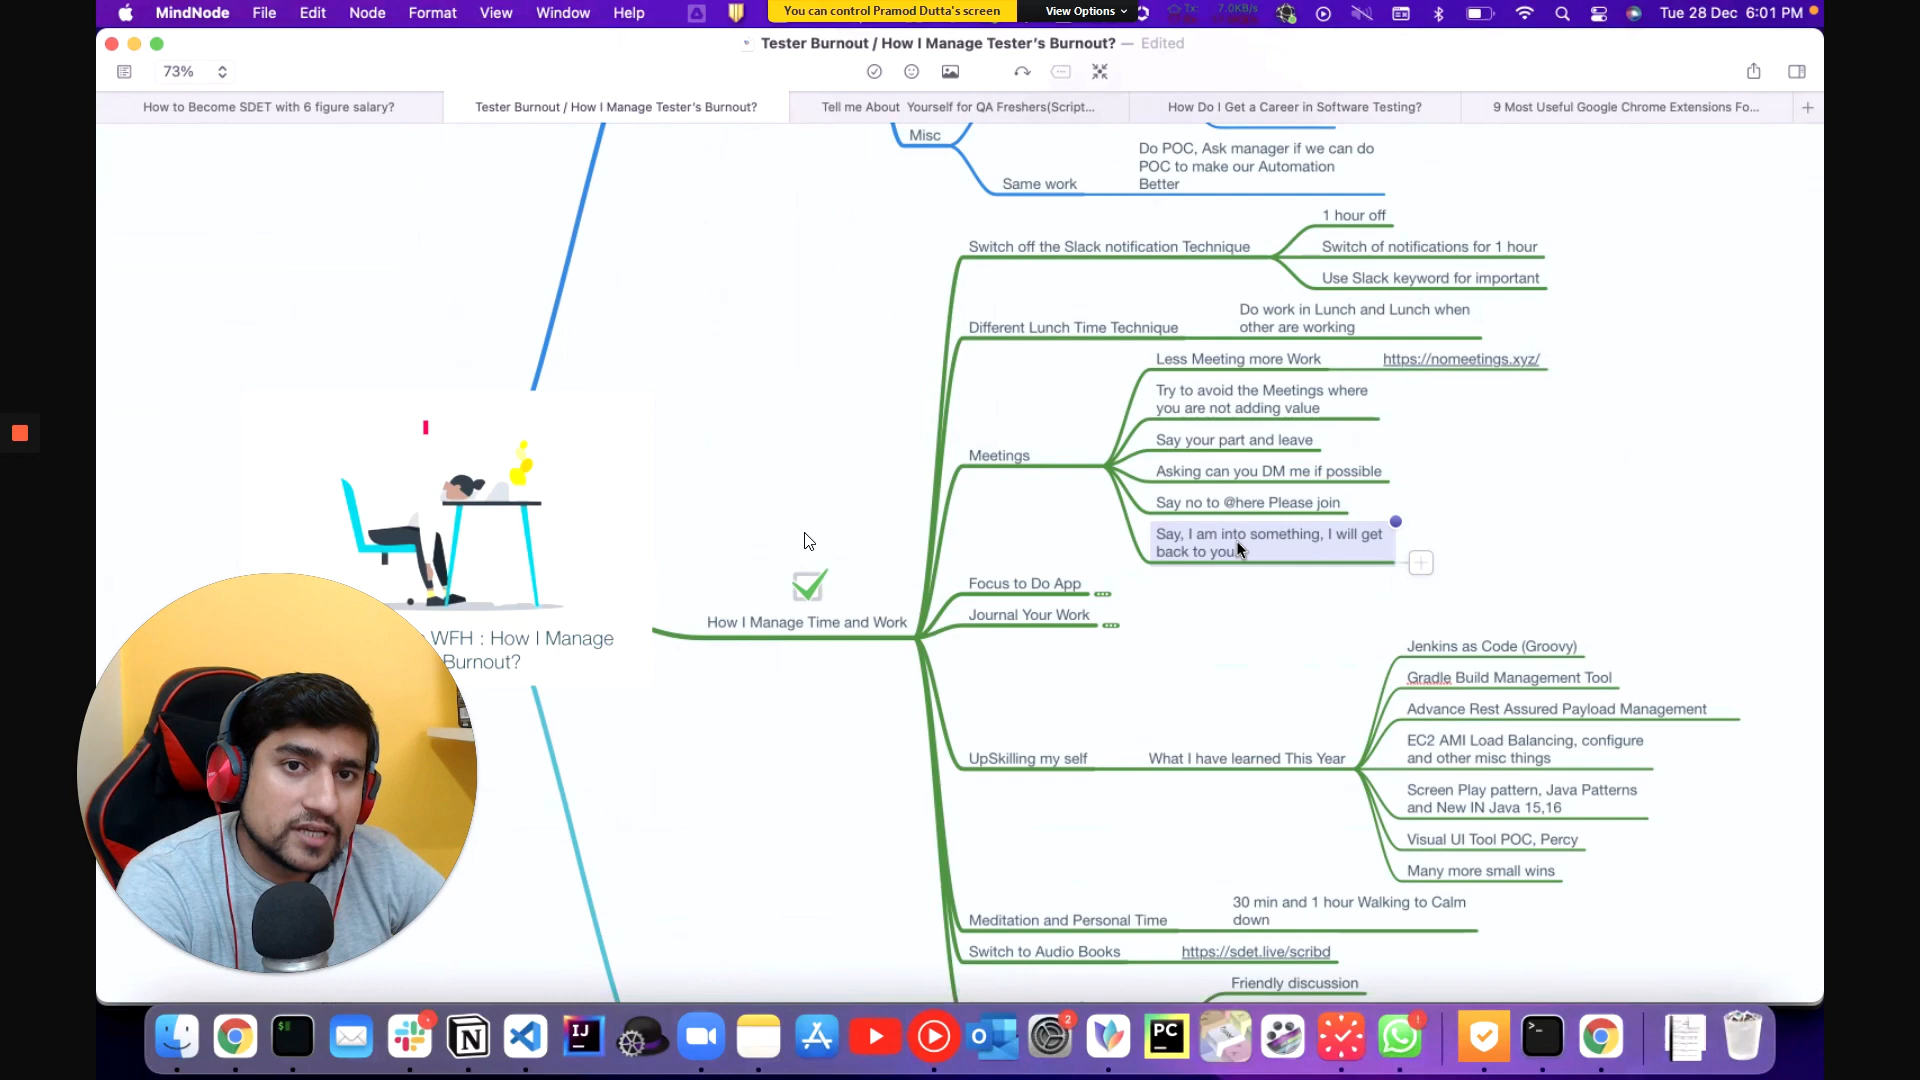 MindNode File Edit Node Format View Window Help
You can control Pramod Dutta's screen View Options
Tue 28 Dec 6:01 PM
Tester Burnout / How I Manage Tester's Burnout? — Edited
73%
How to Become SDET with 6 figure salary?
Tester Burnout / How I Manage Tester's Burnout?
Tell me About Yourself for QA Freshers(Script...
How Do I Get a Career in Software Testing?
9 Most Useful Google Chrome Extensions Fo...
Misc
Do POC, Ask manager if we can do
POC to make our Automation
Better
Same work
1 hour off
Switch off the Slack notification Technique
Switch of notifications for 1 hour
Use Slack keyword for important
Do work in Lunch and Lunch when
other are working
Different Lunch Time Technique
Less Meeting more Work
https://nomeetings.xyz/
Try to avoid the Meetings where
you are not adding value
Say your part and leave
Meetings
Asking can you DM me if possible
Say no to @here Please join
Say, I am into something, I will get
back to you
Focus to Do App
Journal Your Work
How I Manage Time and Work
WFH : How I Manage
Burnout?
Jenkins as Code (Groovy)
Gradle Build Management Tool
Advance Rest Assured Payload Management
EC2 AMI Load Balancing, configure
and other misc things
UpSkilling my self
What I have learned This Year
Screen Play pattern, Java Patterns
and New IN Java 15,16
Visual UI Tool POC, Percy
Many more small wins
30 min and 1 hour Walking to Calm
down
Meditation and Personal Time
Switch to Audio Books
https://sdet.live/scribd
Friendly discussion